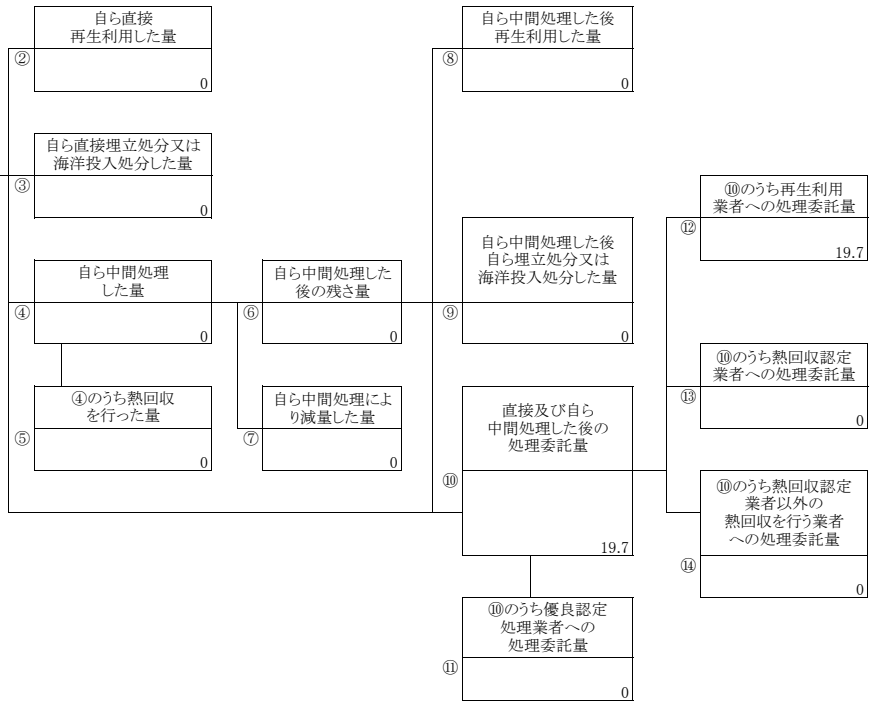 自ら直接
再生利用した量
②
0
自ら中間処理した後
再生利用した量
⑧
0
自ら直接埋立処分又は
海洋投入処分した量
③
0
⑩のうち再生利用
業者への処理委託量
⑫
19.7
自ら中間処理
した量
④
0
自ら中間処理した
後の残さ量
⑥
0
自ら中間処理した後
自ら埋立処分又は
海洋投入処分した量
⑨
0
⑩のうち熱回収認定
業者への処理委託量
⑬
0
④のうち熱回収
を行った量
⑤
0
自ら中間処理によ
り減量した量
⑦
0
直接及び自ら
中間処理した後の
処理委託量
⑩
19.7
⑩のうち熱回収認定
業者以外の
熱回収を行う業者
への処理委託量
⑭
0
⑩のうち優良認定
処理業者への
処理委託量
⑪
0